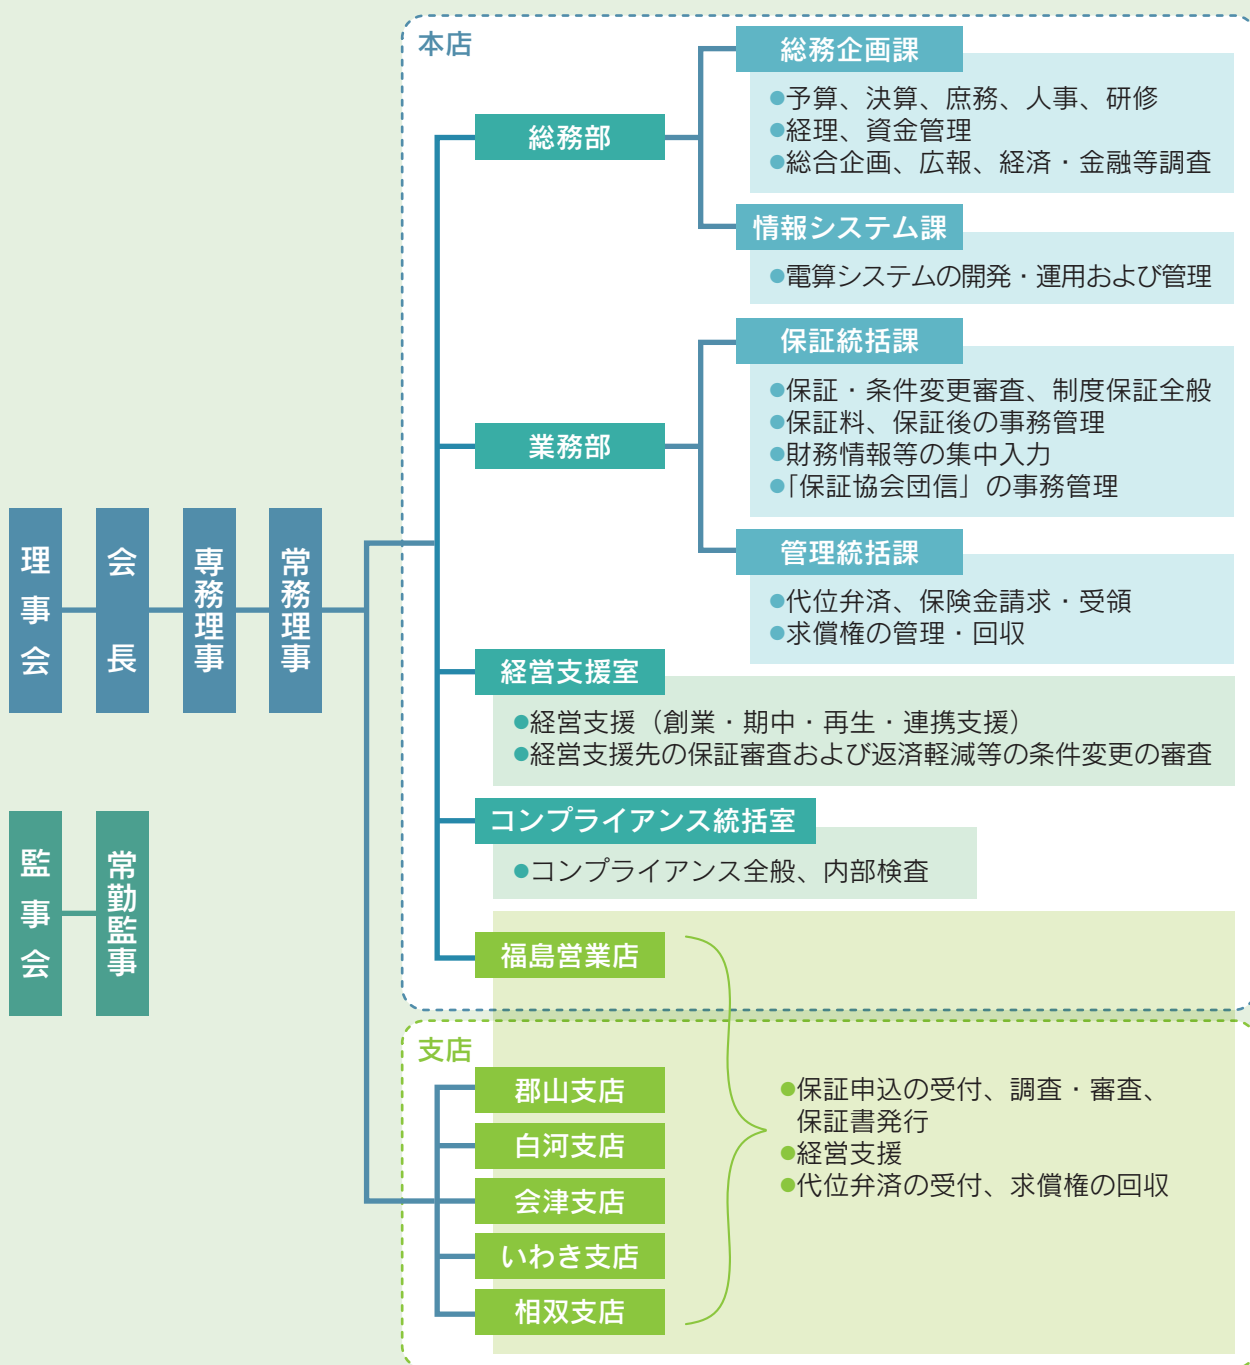 本店
総務部
総務企画課
●予算、決算、庶務、人事、研修
●経理、資金管理
●総合企画、広報、経済・金融等調査
情報システム課
●電算システムの開発・運用および管理
業務部
保証統括課
●保証・条件変更審査、制度保証全般
●保証料、保証後の事務管理
●財務情報等の集中入力
●「保証協会団信」の事務管理
管理統括課
●代位弁済、保険金請求・受領
●求償権の管理・回収
理事会
会長
専務理事
常務理事
経営支援室
●経営支援（創業・期中・再生・連携支援）
●経営支援先の保証審査および返済軽減等の条件変更の審査
コンプライアンス統括室
●コンプライアンス全般、内部検査
監事会
常勤監事
福島営業店
支店
郡山支店
白河支店
会津支店
いわき支店
相双支店
●保証申込の受付、調査・審査、
保証書発行
●経営支援
●代位弁済の受付、求償権の回収